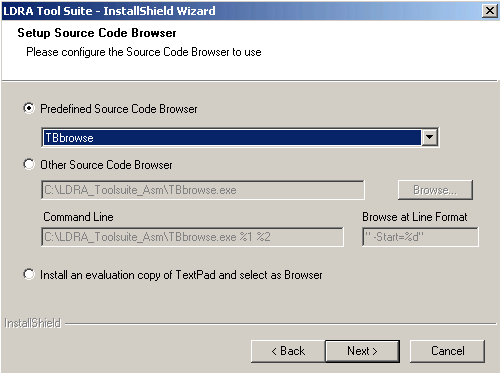 LDRA Tool Suite - InstallShield Wizard
Setup Source Code Browser
Please configure the Source Code Browser to use
Predefined Source Code Browser
TBbrowse
Other Source Code Browser
C:\LDRA_Toolsuite_Asm\TBbrowse.exe
Browse...
Command Line
Browse at Line Format
C:\LDRA_Toolsuite_Asm\TBbrowse.exe %1 %2
" -Start=%d"
Install an evaluation copy of TextPad and select as Browser
InstallShield
< Back
Next >
Cancel